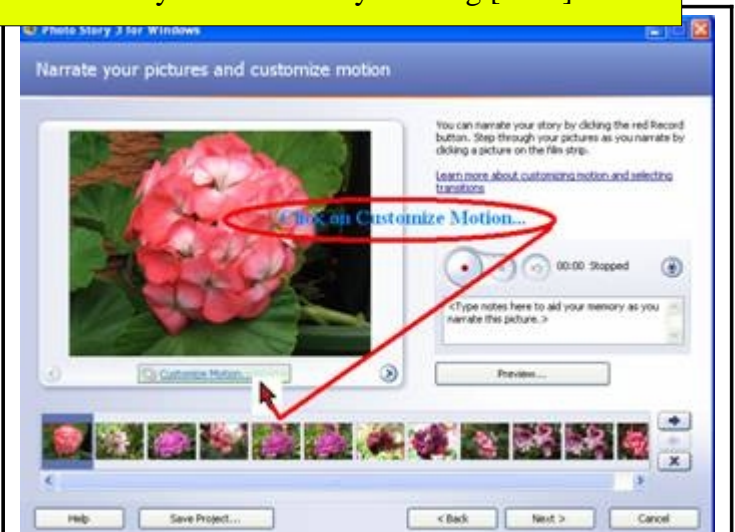 Photo Story 3 for Windows
Narrate your pictures and customize motion
You can narrate your story by clicking the red Record
button. Step through your pictures as you narrate by
clicking a picture on the film strip.
Learn more about customizing motion and selecting
transitions
Click on Customize Motion...
00:00 Stopped
<Type notes here to aid your memory as you
narrate this picture.>
Customize Motion...
Preview...
Help
Save Project...
< Back
Next >
Cancel